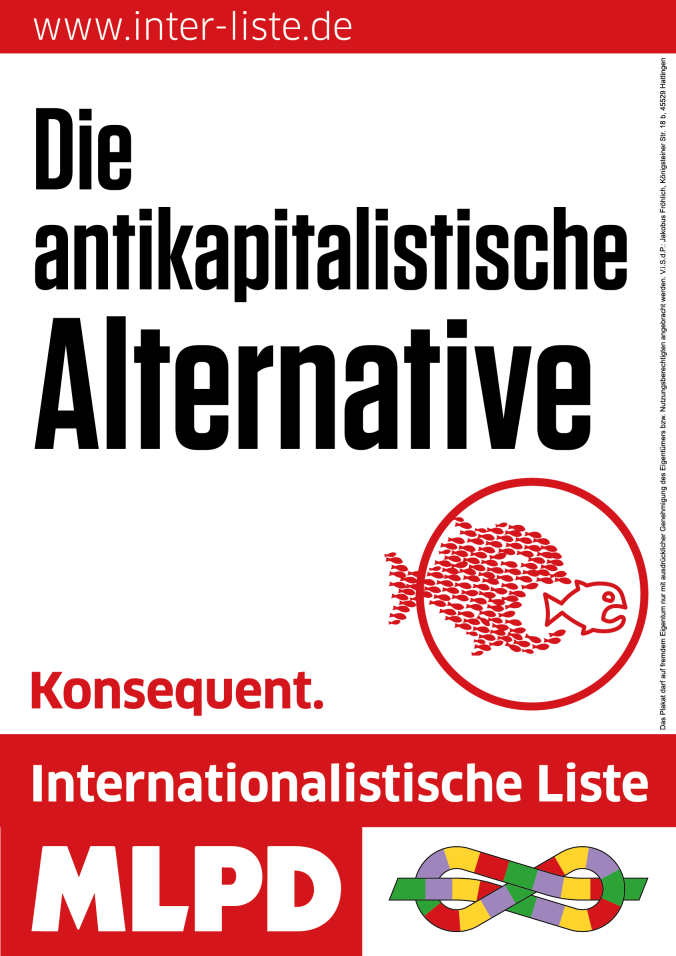 www.inter-liste.de
Die
antikapitalistische
Alternative
Konsequent.
Internationalistische Liste
MLPD
Das Plakat darf auf fremdem Eigentum nur mit ausdrücklicher Genehmigung des Eigentümers bzw. Nutzungsberechtigten angebracht werden. V.i.S.d.P.: Jakobus Fröhlich, Königsteiner Str. 18 b, 45529 Hattingen